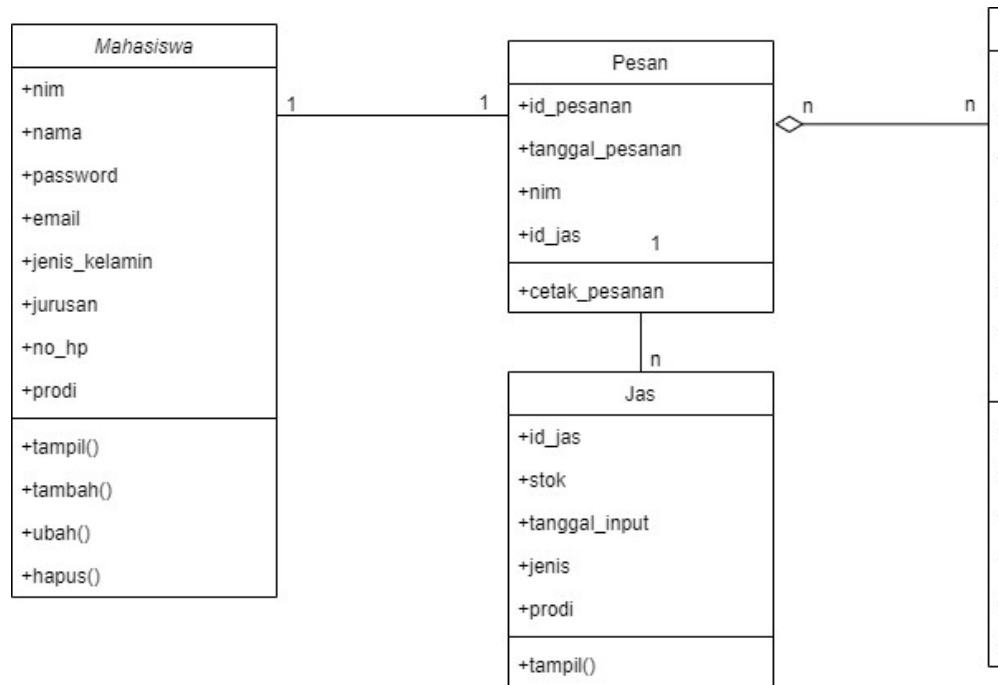 Mahasiswa
+nim
+nama
+password
+email
+jenis_kelamin
+jurusan
+no_hp
+prodi
+tampil()
+tambah()
+ubah()
+hapus()
1
1
Pesan
+id_pesanan
+tanggal_pesanan
+nim
+id_jas
1
+cetak_pesanan
n
n
n
Jas
+id_jas
+stok
+tanggal_input
+jenis
+prodi
+tampil()